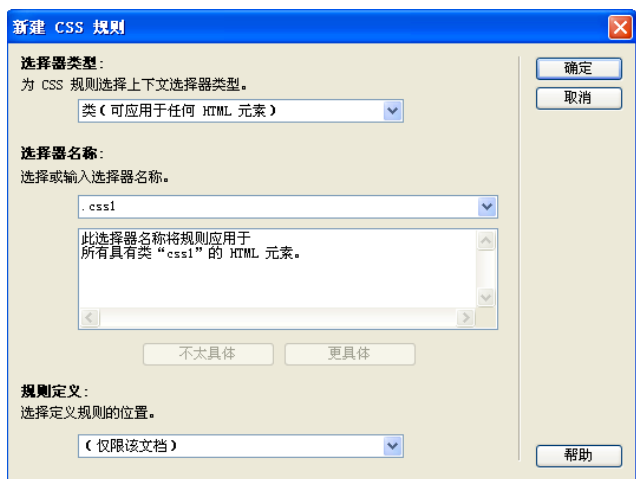 新建 CSS 规则
选择器类型:
为 CSS 规则选择上下文选择器类型。
类(可应用于任何 HTML 元素)
确定
取消
选择器名称:
选择或输入选择器名称。
.css1
此选择器名称将规则应用于
所有具有类“css1”的 HTML 元素。
不太具体
更具体
规则定义:
选择定义规则的位置。
(仅限该文档)
帮助